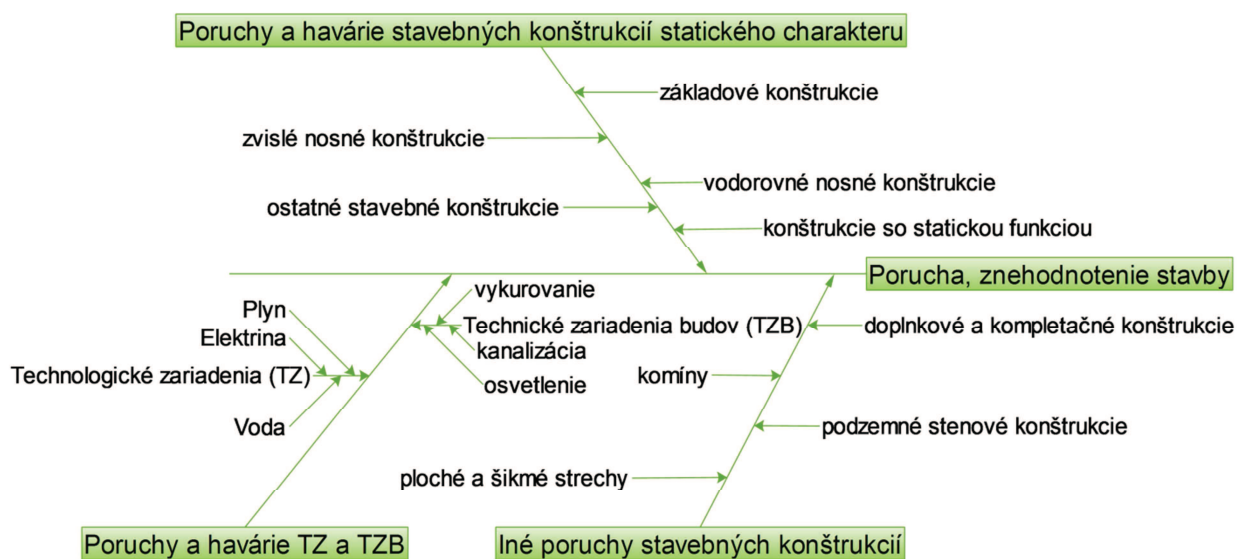 Poruchy a havárie stavebných konštrukcií statického charakteru
základové konštrukcie
zvislé nosné konštrukcie
vodorovné nosné konštrukcie
ostatné stavebné konštrukcie
konštrukcie so statickou funkciou
Porucha, znehodnotenie stavby
vykurovanie
Plyn
Technické zariadenia budov (TZB)
doplnkové a kompletačné konštrukcie
Elektrina
kanalizácia
Technologické zariadenia (TZ)
komíny
osvetlenie
Voda
podzemné stenové konštrukcie
ploché a šikmé strechy
Poruchy a havárie TZ a TZB
Iné poruchy stavebných konštrukcií